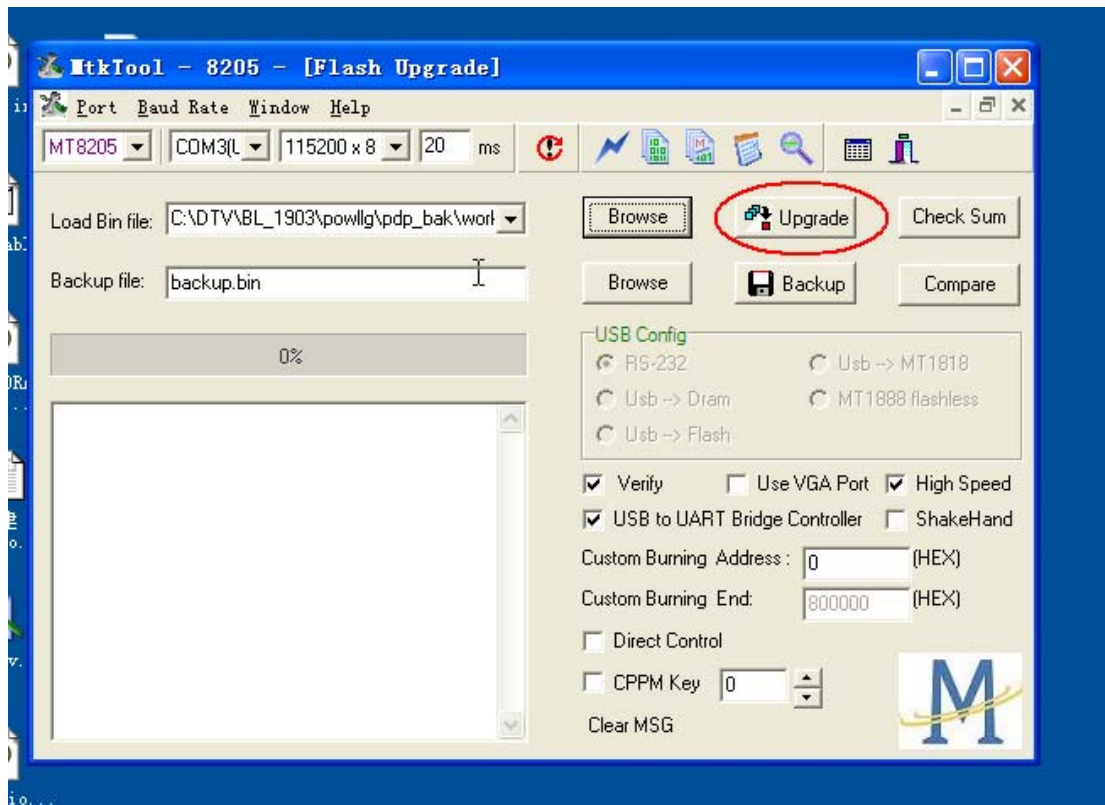 MtkTool - 8205 - [Flash Upgrade]
Port Baud Rate Window Help
MT8205 COM3(U 115200 x 8 20 ms
Load Bin file: C:\DTV\BL_1903\powllg\pdp_bak\work Browse Upgrade Check Sum
Backup file: backup.bin Browse Backup Compare
0%
USB Config
RS-232 Usb --> MT1818
Usb --> Dram MT1888 flashless
Usb --> Flash
Verify Use VGA Port High Speed
USB to UART Bridge Controller ShakeHand
Custom Burning Address : 0 (HEX)
Custom Burning End: 800000 (HEX)
Direct Control
CPPM Key 0
Clear MSG
M